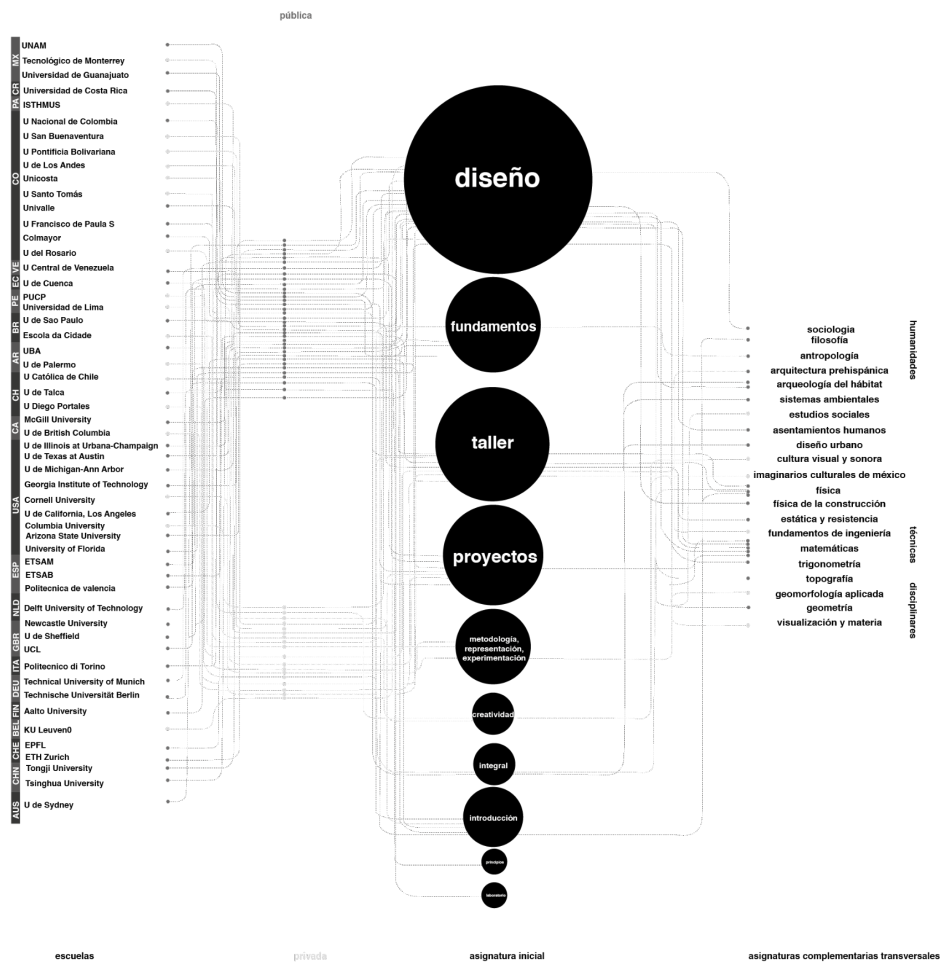 pública
MX
UNAM
Tecnológico de Monterrey
Universidad de Guanajuato
CR
Universidad de Costa Rica
PA
ISTHMUS
CO
U Nacional de Colombia
U San Buenaventura
U Pontificia Bolivariana
U de Los Andes
Unicosta
U Santo Tomás
Univalle
U Francisco de Paula S
Colmayor
U del Rosario
VE
U Central de Venezuela
EC
U de Cuenca
PE
PUCP
Universidad de Lima
BR
U de Sao Paulo
Escola da Cidade
AR
UBA
U de Palermo
CH
U Católica de Chile
U de Talca
U Diego Portales
CA
McGill University
U de British Columbia
USA
U de Illinois at Urbana-Champaign
U de Texas at Austin
U de Michigan-Ann Arbor
Georgia Institute of Technology
Cornell University
U de California, Los Angeles
Columbia University
Arizona State University
University of Florida
ESP
ETSAM
ETSAB
Politecnica de valencia
NLD
Delft University of Technology
GBR
Newcastle University
U de Sheffield
UCL
ITA
Politecnico di Torino
DEU
Technical University of Munich
Technische Universität Berlin
FIN
Aalto University
BEL
KU Leuven0
CHE
EPFL
ETH Zurich
CHN
Tongji University
Tsinghua University
AUS
U de Sydney
diseño
fundamentos
taller
proyectos
metodología,
representación,
experimentación
creatividad
integral
introducción
principios
laboratorio
sociología
filosofía
antropología
arquitectura prehispánica
arqueología del hábitat
sistemas ambientales
estudios sociales
asentamientos humanos
diseño urbano
cultura visual y sonora
imaginarios culturales de méxico
física
física de la construcción
estática y resistencia
fundamentos de ingeniería
matemáticas
trigonometría
topografía
geomorfología aplicada
geometría
visualización y materia
humanidades
técnicas
disciplinares
escuelas
privada
asignatura inicial
asignaturas complementarias transversales